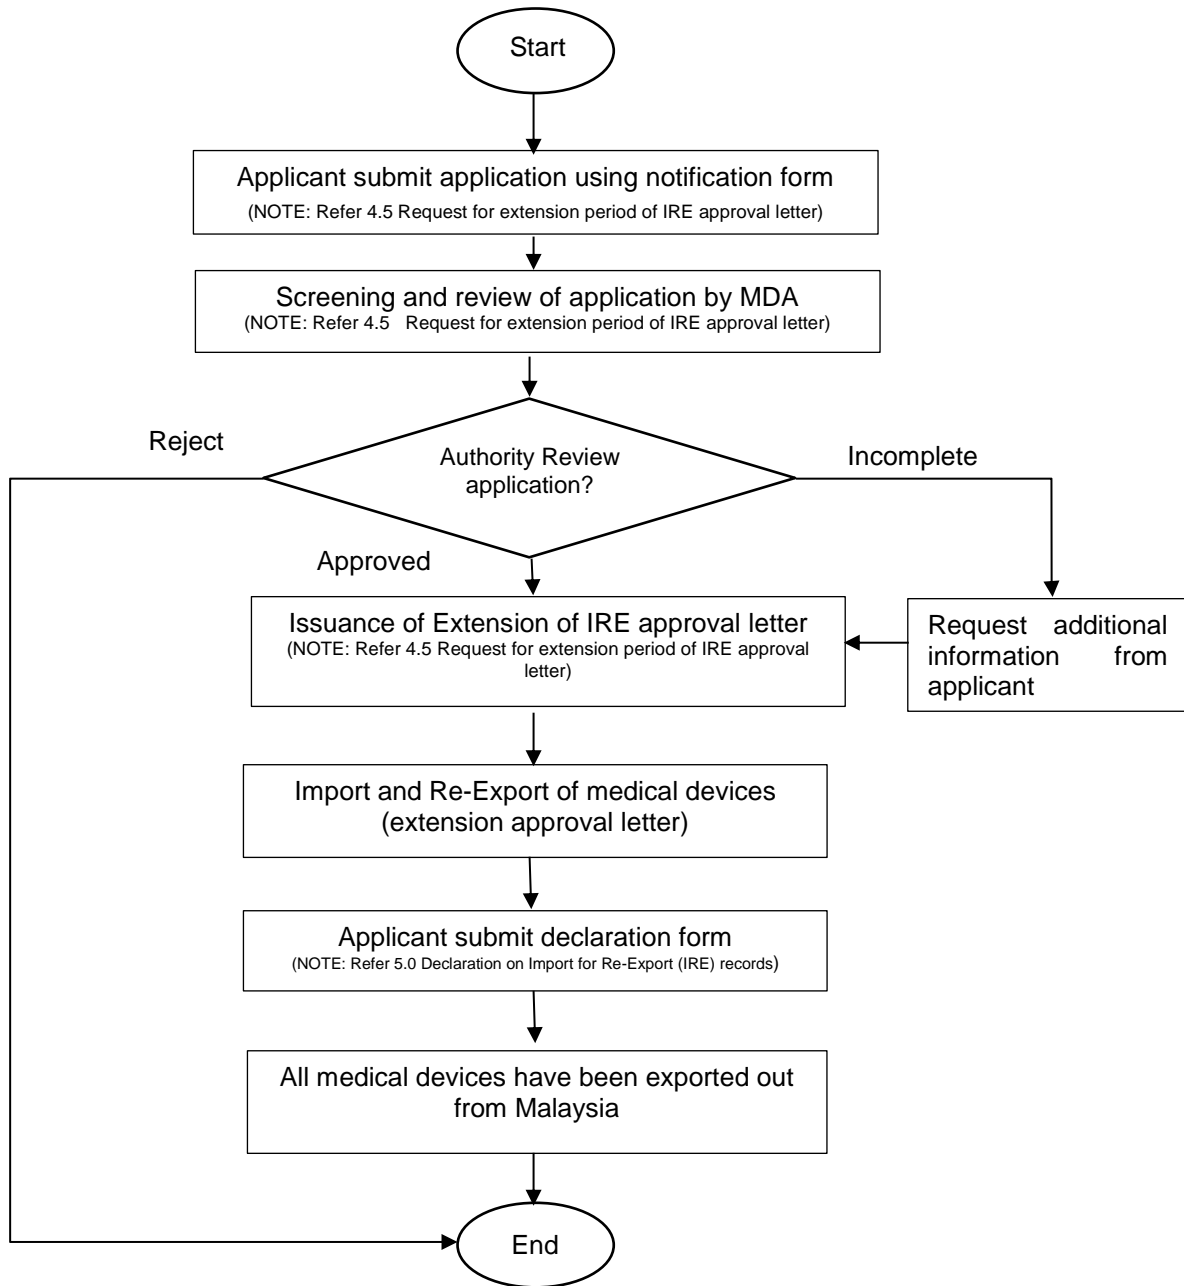 Start
Applicant submit application using notification form
(NOTE: Refer 4.5 Request for extension period of IRE approval letter)
Screening and review of application by MDA
(NOTE: Refer 4.5 Request for extension period of IRE approval letter)
Reject
Authority Review
application?
Incomplete
Approved
Issuance of Extension of IRE approval letter
(NOTE: Refer 4.5 Request for extension period of IRE approval
letter)
Request additional
information from
applicant
Import and Re-Export of medical devices
(extension approval letter)
Applicant submit declaration form
(NOTE: Refer 5.0 Declaration on Import for Re-Export (IRE) records)
All medical devices have been exported out
from Malaysia
End